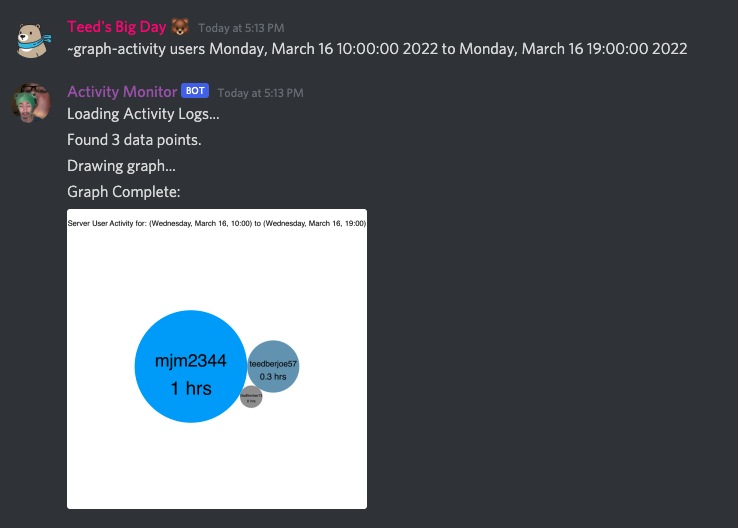 Teed's Big Day 🐻 Today at 5:13 PM
~graph-activity users Monday, March 16 10:00:00 2022 to Monday, March 16 19:00:00 2022
Activity Monitor BOT Today at 5:13 PM
Loading Activity Logs...
Found 3 data points.
Drawing graph...
Graph Complete:
Server User Activity for: (Wednesday, March 16, 10:00) to (Wednesday, March 16, 19:00)
mjm2344
1 hrs
teedberjoe57
0.3 hrs
0 hrs